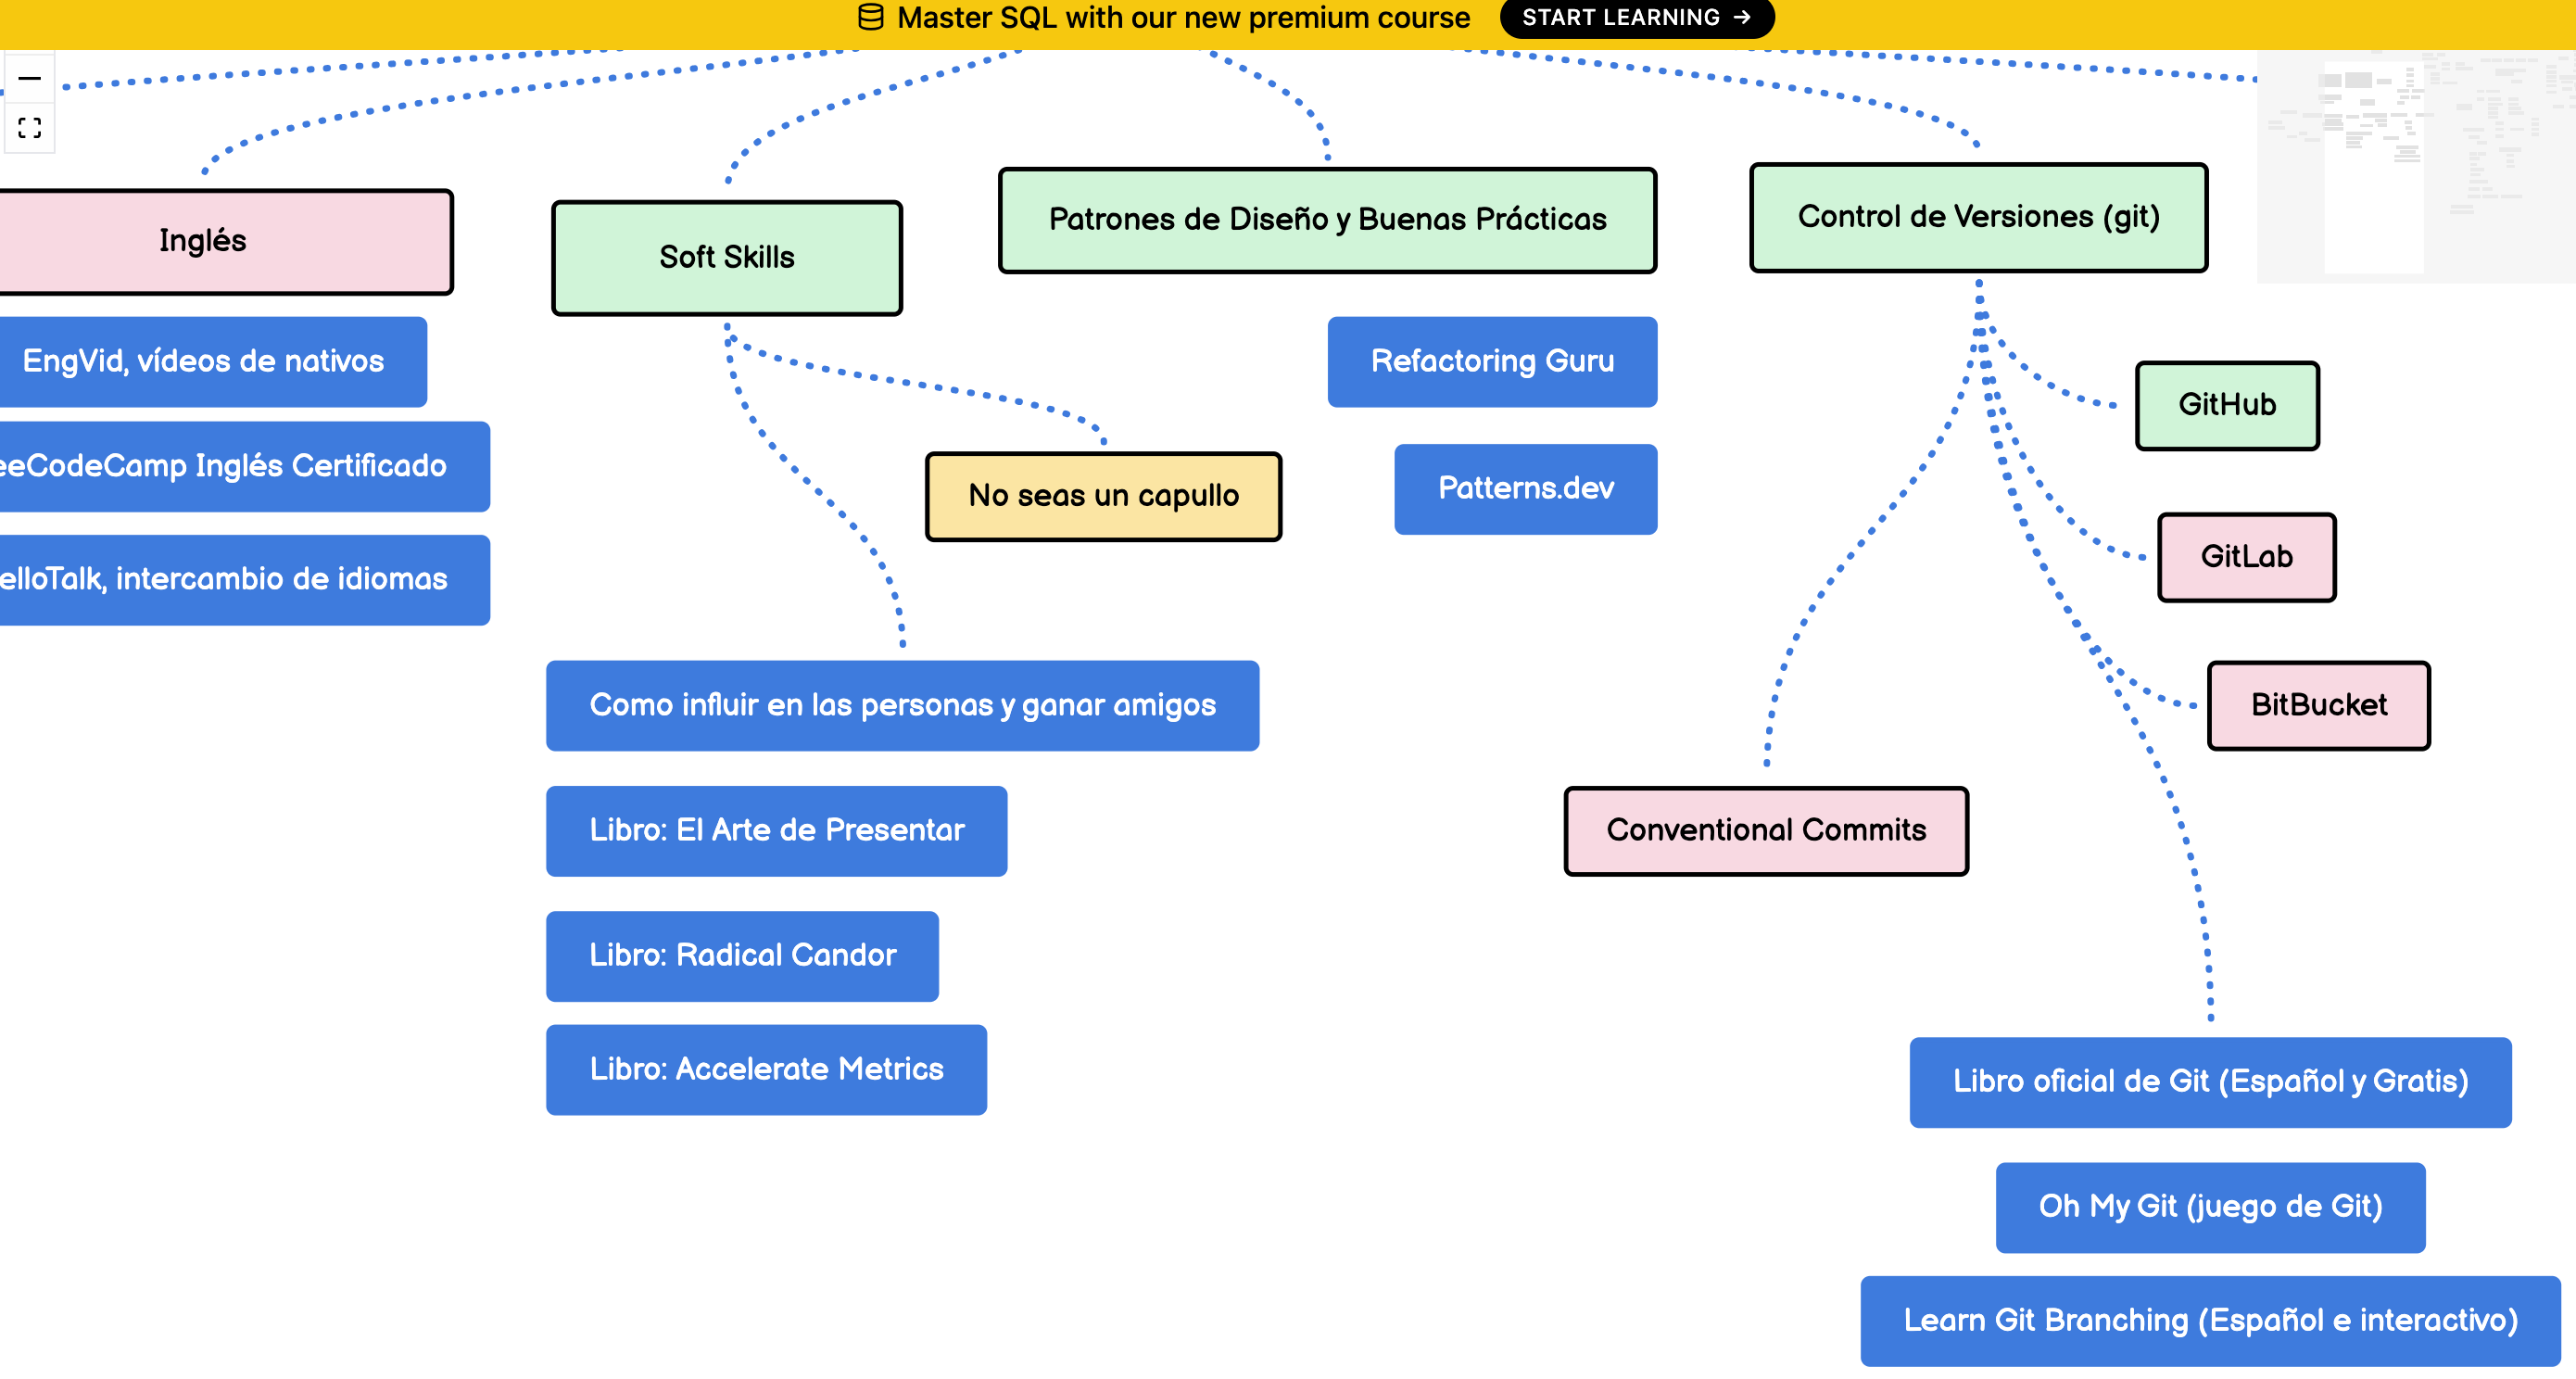 Master SQL with our new premium course
START LEARNING →
Inglés
EngVid, vídeos de nativos
eeCodeCamp Inglés Certificado
elloTalk, intercambio de idiomas
Soft Skills
No seas un capullo
Como influir en las personas y ganar amigos
Libro: El Arte de Presentar
Libro: Radical Candor
Libro: Accelerate Metrics
Patrones de Diseño y Buenas Prácticas
Refactoring Guru
Patterns.dev
Control de Versiones (git)
GitHub
GitLab
BitBucket
Conventional Commits
Libro oficial de Git (Español y Gratis)
Oh My Git (juego de Git)
Learn Git Branching (Español e interactivo)